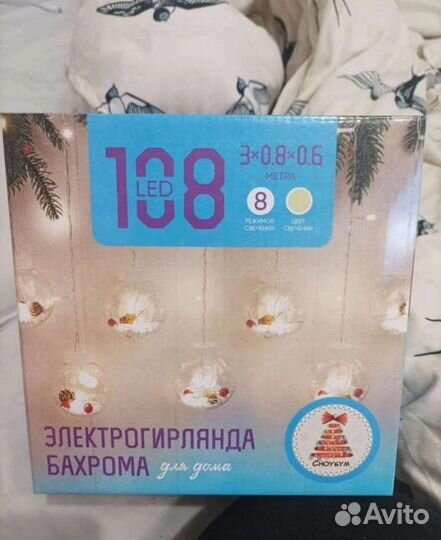 108
LED
3×0.8×0.6
МЕТРА
8
РЕЖИМОВ
СВЕЧЕНИЯ
ЦВЕТ
СВЕЧЕНИЯ
ЭЛЕКТРОГИРЛЯНДА
БАХРОМА для дома
СНОУБУМ
Avito